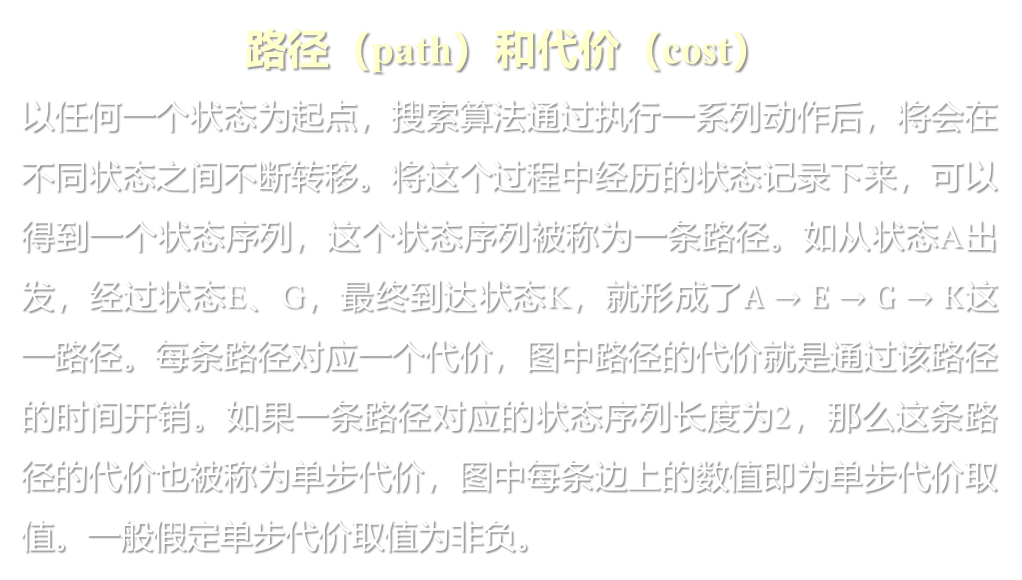 路径（path）和代价（cost）
以任何一个状态为起点，搜索算法通过执行一系列动作后，将会在
不同状态之间不断转移。将这个过程中经历的状态记录下来，可以
得到一个状态序列，这个状态序列被称为一条路径。如从状态A出
发，经过状态E、G，最终到达状态K，就形成了A → E → G → K这
一路径。每条路径对应一个代价，图中路径的代价就是通过该路径
的时间开销。如果一条路径对应的状态序列长度为2，那么这条路
径的代价也被称为单步代价，图中每条边上的数值即为单步代价取
值。一般假定单步代价取值为非负。